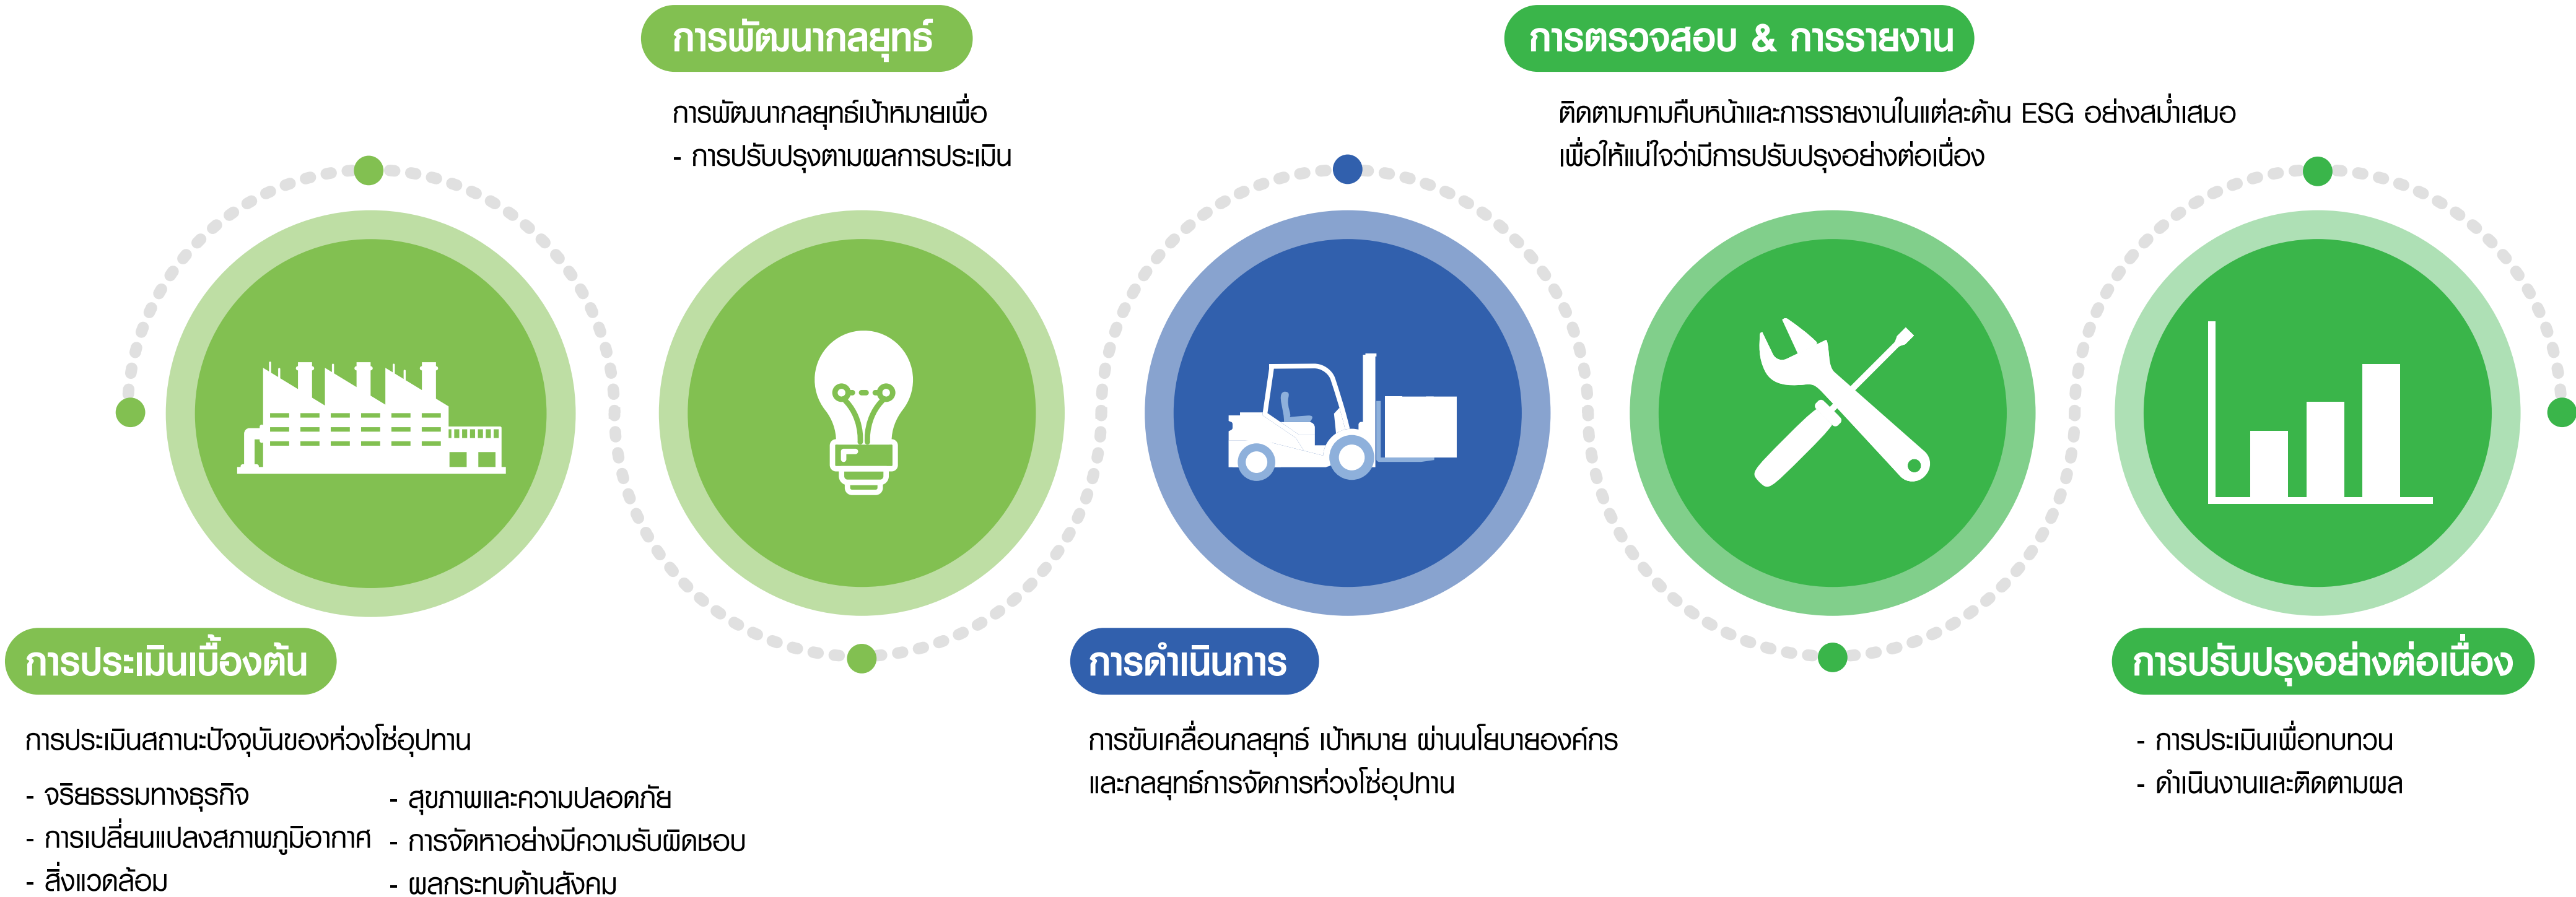 การพัฒนากลยุทธ์
การพัฒนากลยุทธ์เป้าหมายเพื่อ
- การปรับปรุงตามผลการประเมิน
การตรวจสอบ & การรายงาน
ติดตามคามคืบหน้าและการรายงานในแต่ละด้าน ESG อย่างสม่ำเสมอ
เพื่อให้แน่ใจว่ามีการปรับปรุงอย่างต่อเนื่อง
การประเมินเบื้องต้น
การประเมินสถานะปัจจุบันของห่วงโซ่อุปทาน
- จริยธรรมทางธุรกิจ
- การเปลี่ยนแปลงสภาพภูมิอากาศ
- สิ่งแวดล้อม
- สุขภาพและความปลอดภัย
- การจัดหาอย่างมีความรับผิดชอบ
- ผลกระทบด้านสังคม
การดำเนินการ
การขับเคลื่อนกลยุทธ์ เป้าหมาย ผ่านนโยบายองค์กร
และกลยุทธ์การจัดการห่วงโซ่อุปทาน
การปรับปรุงอย่างต่อเนื่อง
- การประเมินเพื่อทบทวน
- ดำเนินงานและติดตามผล